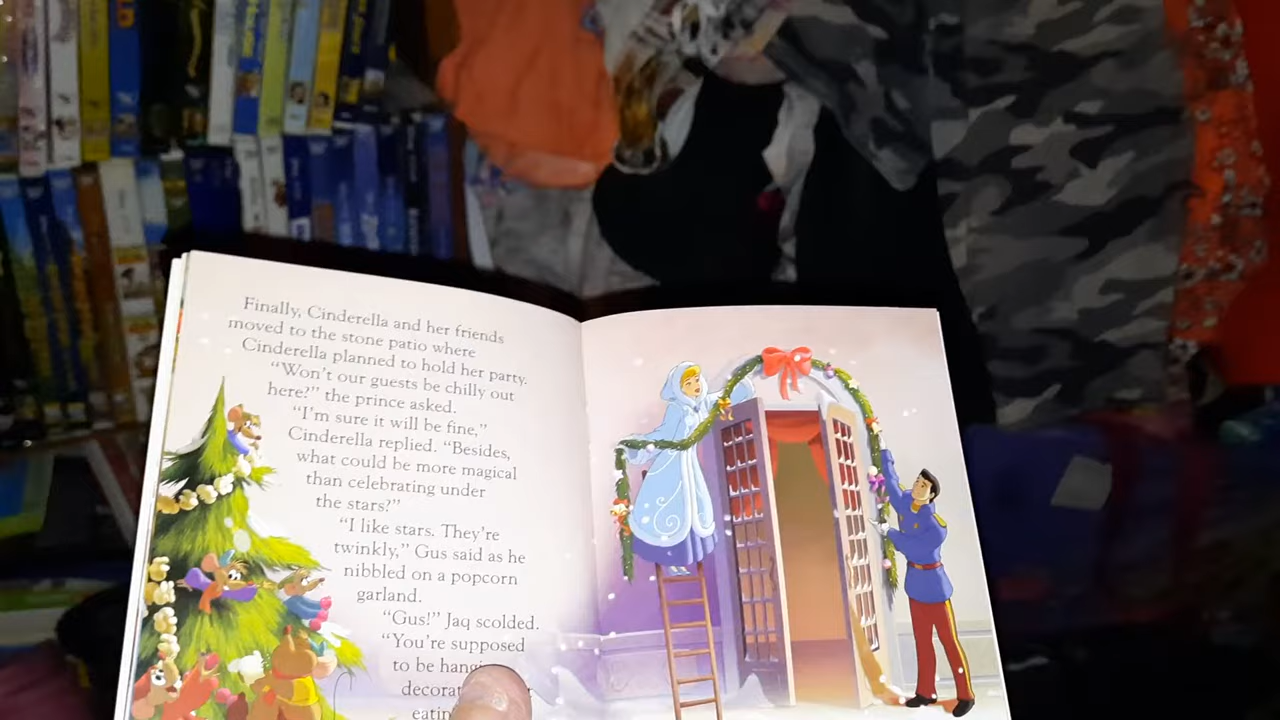 Finally, Cinderella and her friends
moved to the stone patio where
Cinderella planned to hold her party.
"Won't our guests be chilly out
here?" the prince asked.
"I'm sure it will be fine,"
Cinderella replied. "Besides,
what could be more magical
than celebrating under
the stars?"
"I like stars. They're
twinkly," Gus said as he
nibbled on a popcorn
garland.
"Gus!" Jaq scolded.
"You're supposed
to be